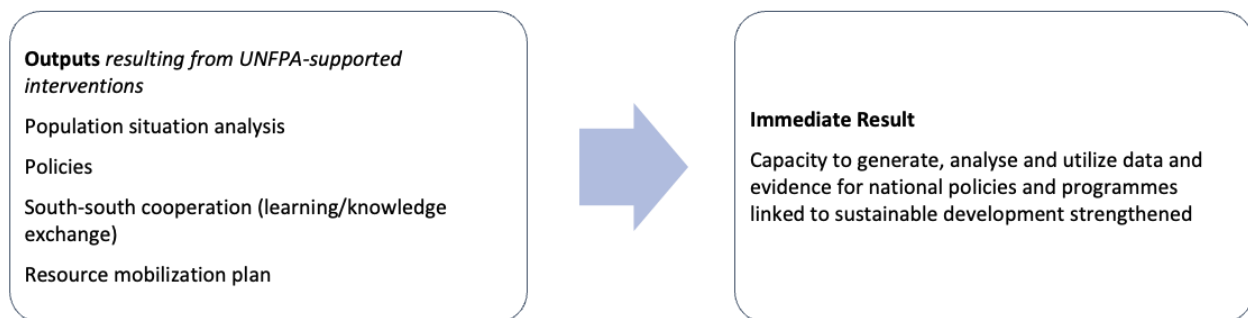 Outputs resulting from UNFPA-supported
interventions
Population situation analysis
Policies
South-south cooperation (learning/knowledge
exchange)
Resource mobilization plan
Immediate Result
Capacity to generate, analyse and utilize data and
evidence for national policies and programmes
linked to sustainable development strengthened